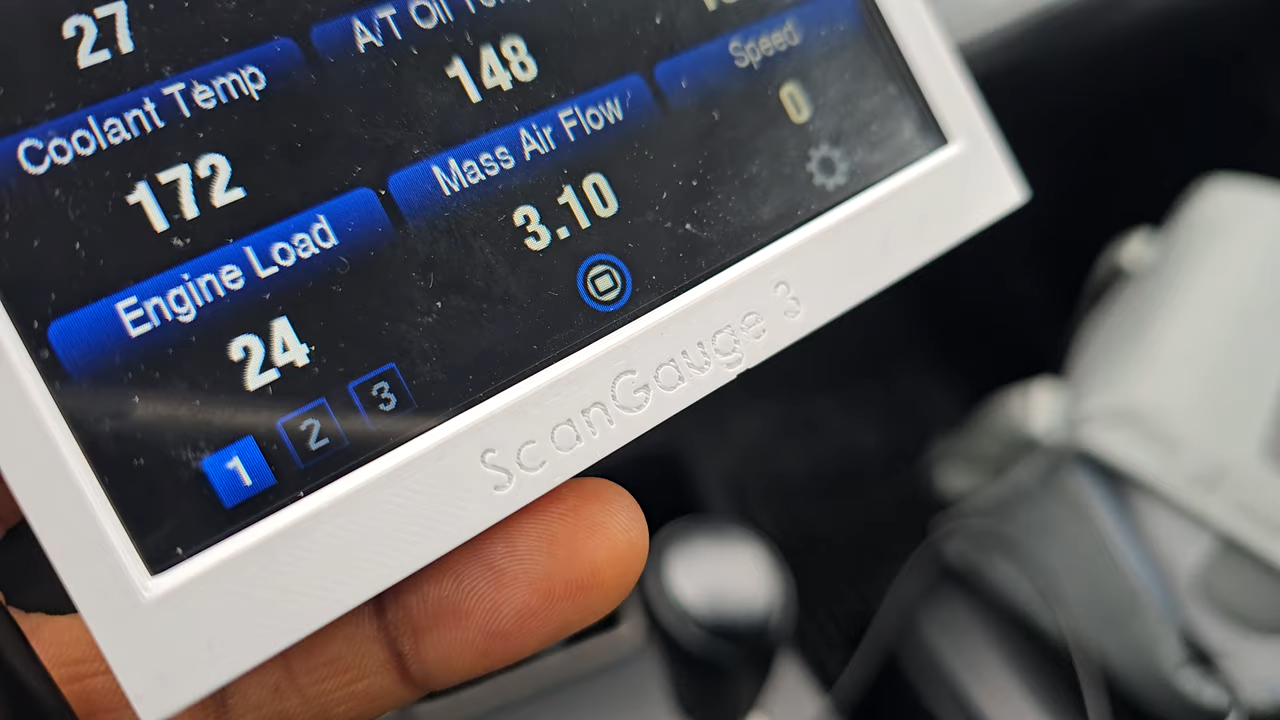 27
A/T Oil
148
Speed
0
Coolant Temp
172
Mass Air Flow
3.10
Engine Load
24
1 2 3
ScanGauge 3